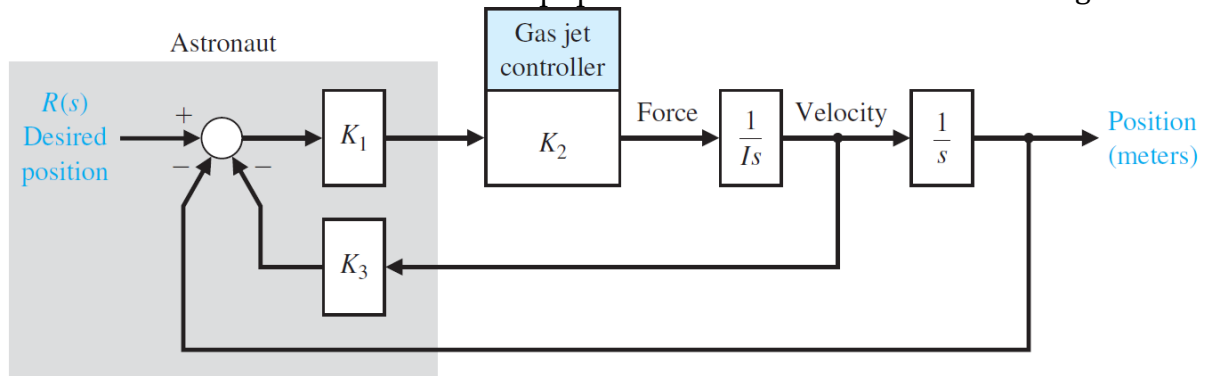 Astronaut
Gas jet
controller
R(s)
Desired
position
+
−
−
K₁
K₂
Force
1
Is
Velocity
1
s
Position
(meters)
K₃